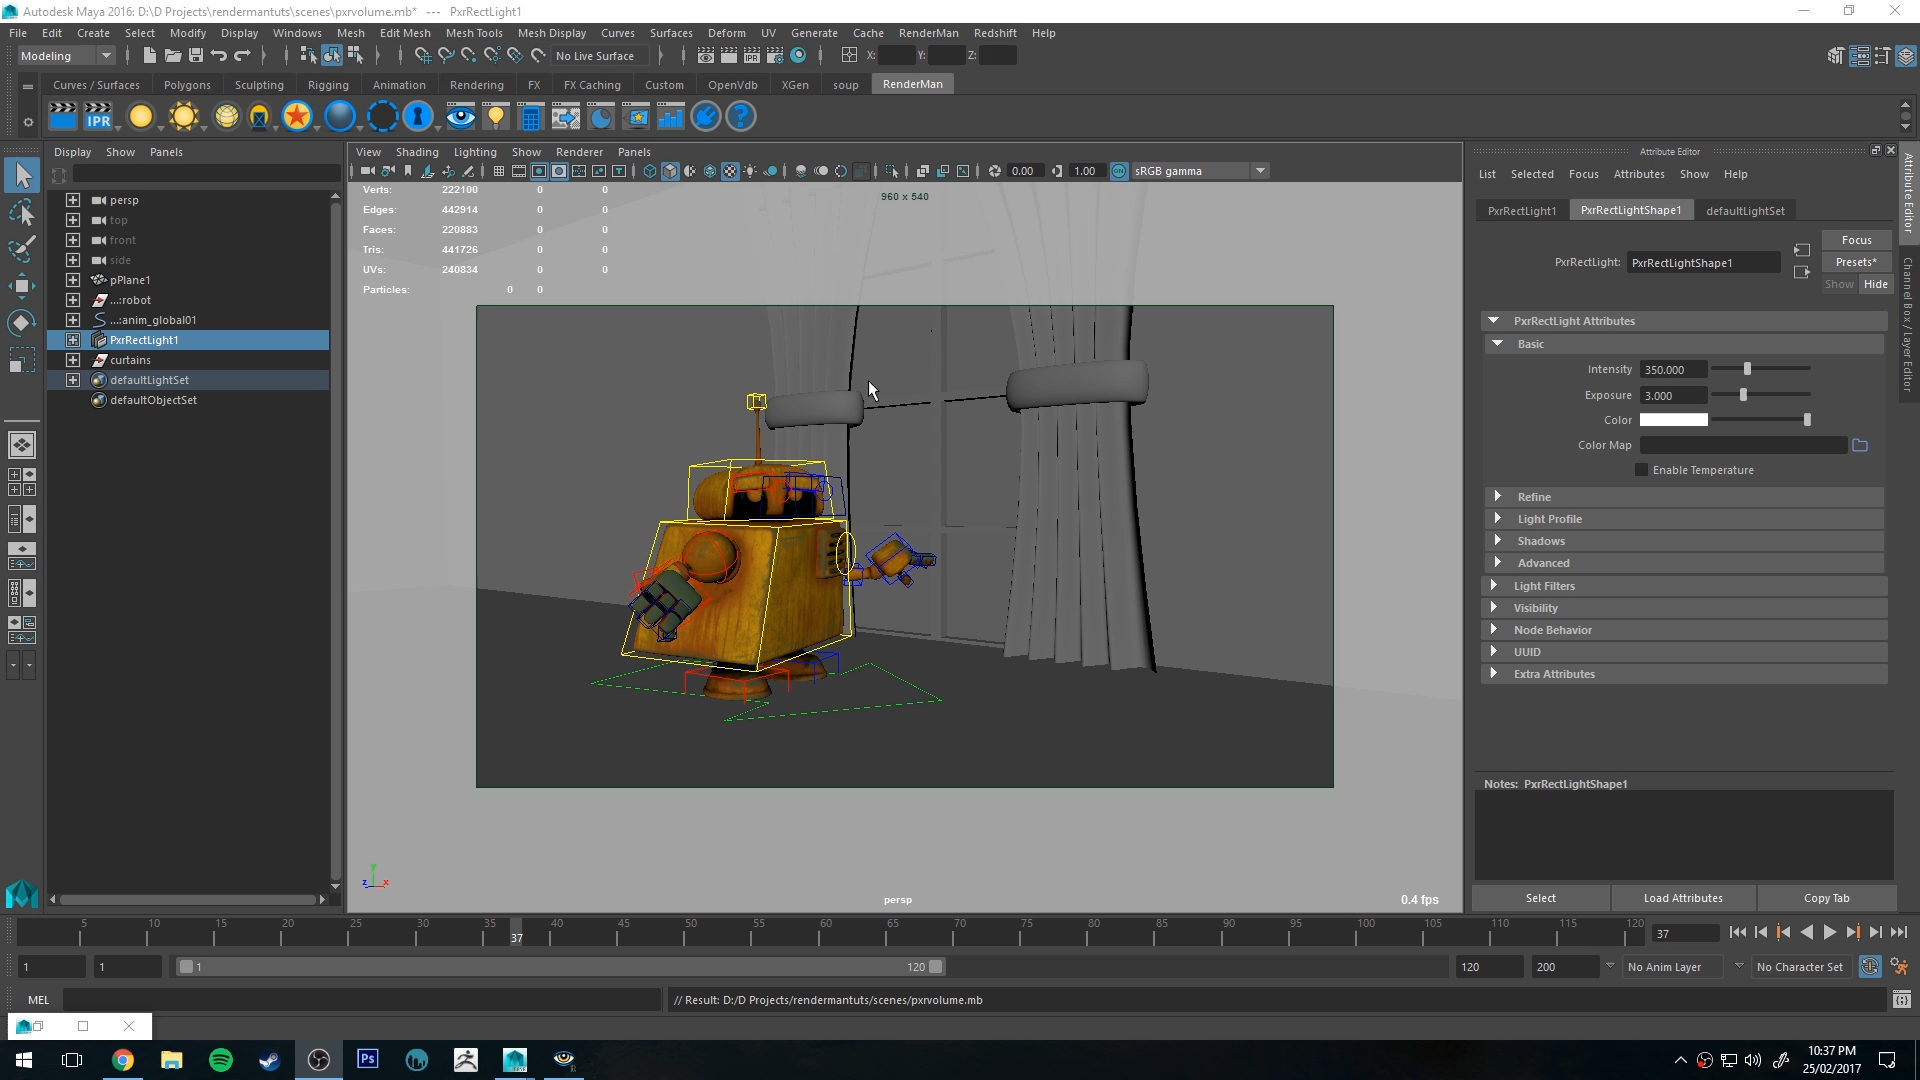 Autodesk Maya 2016: D:\D Projects\rendermantuts\scenes\pxrvolume.mb*   ---   PxrRectLight1
File Edit Create Select Modify Display Windows Mesh Edit Mesh Mesh Tools Mesh Display Curves Surfaces Deform UV Generate Cache RenderMan Redshift Help
Modeling No Live Surface X: Y: Z:
Curves / Surfaces Polygons Sculpting Rigging Animation Rendering FX FX Caching Custom OpenVdb XGen soup RenderMan
IPR
Display Show Panels
persp
top
front
side
pPlane1
...:robot
...:anim_global01
PxrRectLight1
curtains
defaultLightSet
defaultObjectSet
View Shading Lighting Show Renderer Panels
0.00 1.00 ON sRGB gamma
Verts: 222100 0 0
Edges: 442914 0 0
Faces: 220883 0 0
Tris: 441726 0 0
UVs: 240834 0 0
Particles: 0 0
960 x 540
z x
persp
0.4 fps
Attribute Editor
List Selected Focus Attributes Show Help
PxrRectLight1 PxrRectLightShape1 defaultLightSet
Focus
PxrRectLight: PxrRectLightShape1 Presets*
Show Hide
PxrRectLight Attributes
Basic
Intensity 350.000
Exposure 3.000
Color
Color Map
Enable Temperature
Refine
Light Profile
Shadows
Advanced
Light Filters
Visibility
Node Behavior
UUID
Extra Attributes
Notes: PxrRectLightShape1
Select Load Attributes Copy Tab
Attribute Editor
Channel Box / Layer Editor
5 10 15 20 25 30 35 40 45 50 55 60 65 70 75 80 85 90 95 100 105 110 115 120
37 37
1 1 1 120 120 200 No Anim Layer No Character Set
MEL // Result: D:/D Projects/rendermantuts/scenes/pxrvolume.mb
Ps
10:37 PM
25/02/2017